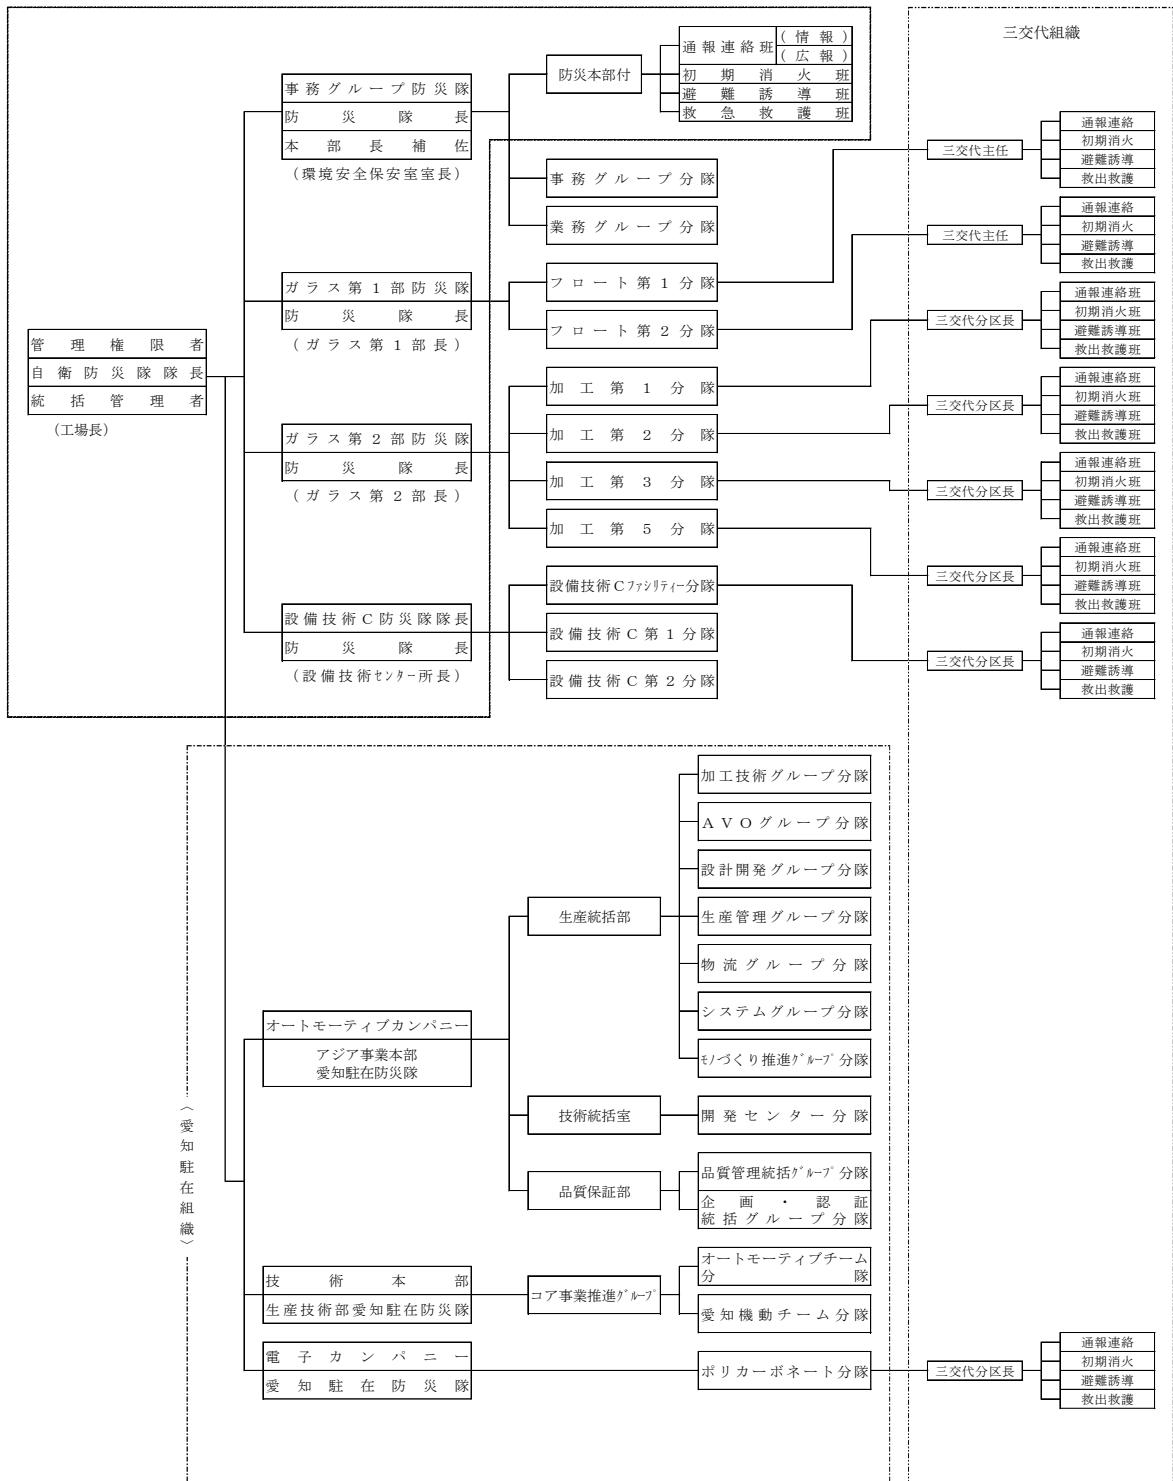 三交代組織
管理権限者
自衛防災隊隊長
統括管理者
(工場長)
事務グループ防災隊
防災隊長
本部長補佐
(環境安全保安室室長)
防災本部付
通報連絡班
(情報)
(広報)
初期消火班
避難誘導班
救急救護班
事務グループ分隊
業務グループ分隊
ガラス第1部防災隊
防災隊長
(ガラス第1部長)
フロート第1分隊
フロート第2分隊
ガラス第2部防災隊
防災隊長
(ガラス第2部長)
加工第1分隊
加工第2分隊
加工第3分隊
加工第5分隊
設備技術C防災隊隊長
防災隊長
(設備技術センター所長)
設備技術Cファシリティー分隊
設備技術C第1分隊
設備技術C第2分隊
三交代主任
通報連絡
初期消火
避難誘導
救出救護
三交代主任
通報連絡
初期消火
避難誘導
救出救護
三交代分区長
通報連絡班
初期消火班
避難誘導班
救出救護班
三交代分区長
通報連絡班
初期消火班
避難誘導班
救出救護班
三交代分区長
通報連絡班
初期消火班
避難誘導班
救出救護班
三交代分区長
通報連絡班
初期消火班
避難誘導班
救出救護班
三交代分区長
通報連絡
初期消火
避難誘導
救出救護
〈愛知駐在組織〉
オートモーティブカンパニー
アジア事業本部
愛知駐在防災隊
生産統括部
加工技術グループ分隊
AVOグループ分隊
設計開発グループ分隊
生産管理グループ分隊
物流グループ分隊
システムグループ分隊
モノづくり推進グループ分隊
技術統括室
開発センター分隊
品質保証部
品質管理統括グループ分隊
企画・認証
統括グループ分隊
技術本部
生産技術部愛知駐在防災隊
コア事業推進グループ
オートモーティブチーム
分隊
愛知機動チーム分隊
電子カンパニー
愛知駐在防災隊
ポリカーボネート分隊
三交代分区長
通報連絡
初期消火
避難誘導
救出救護